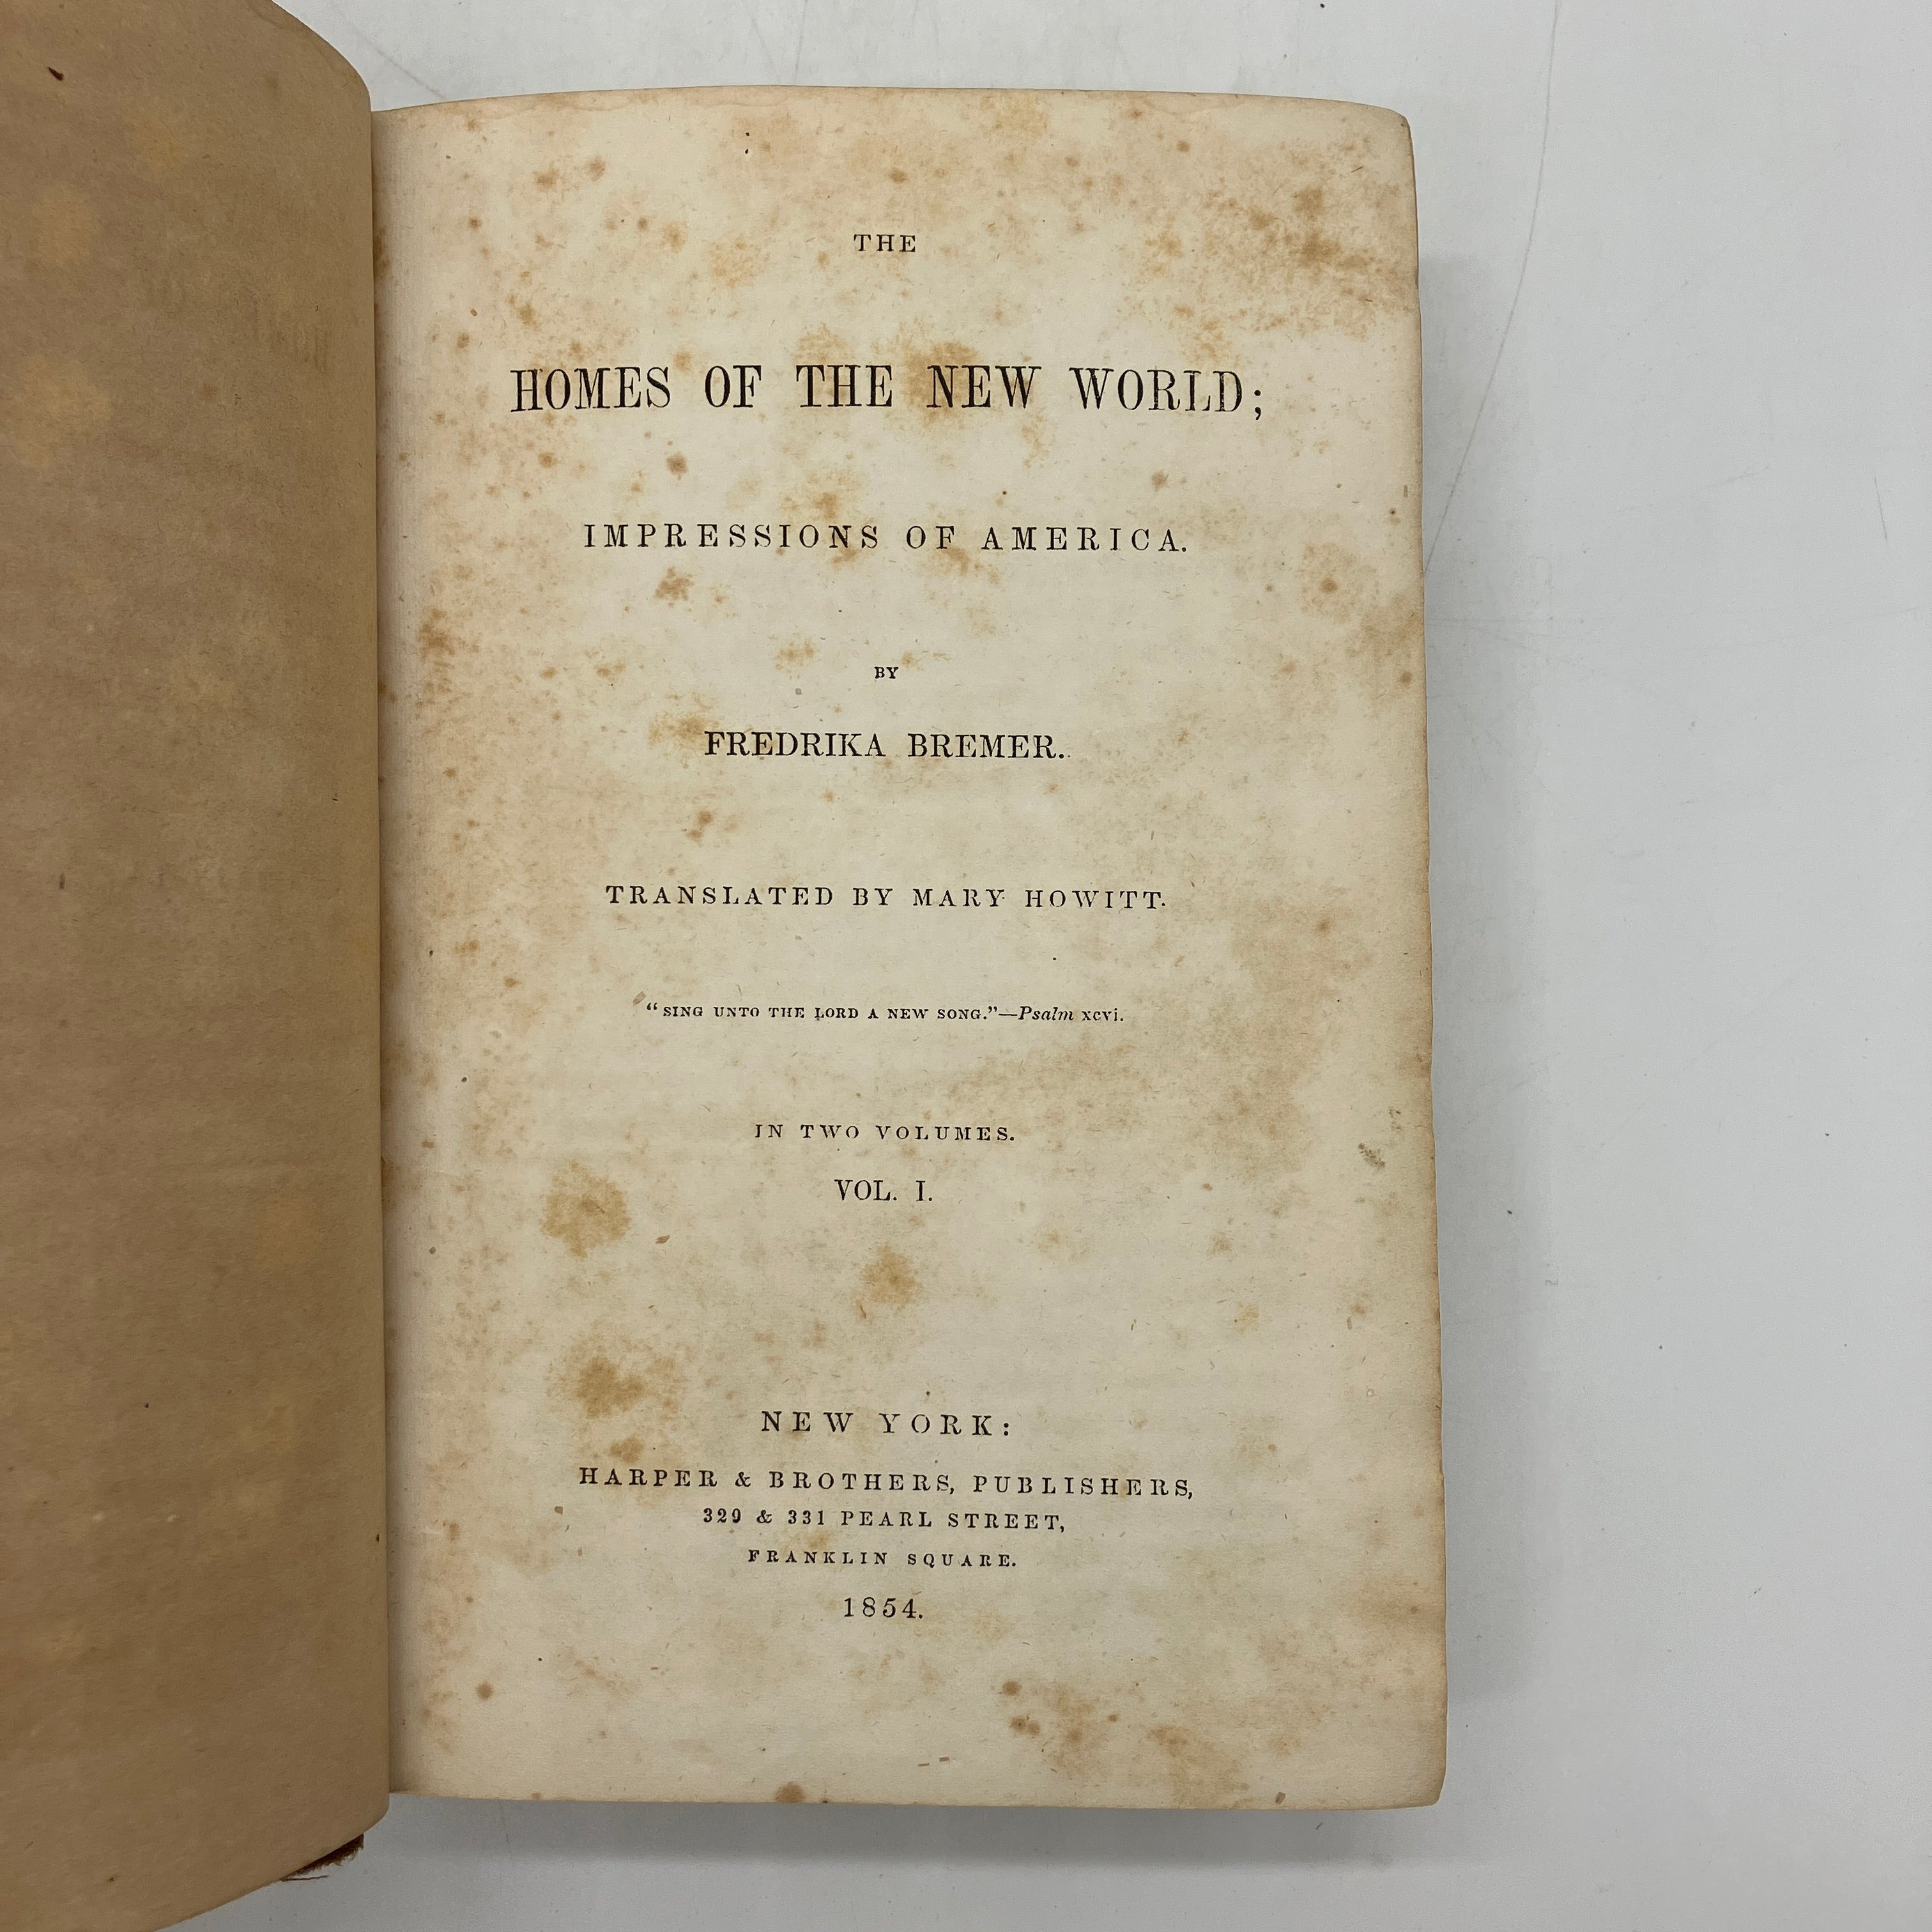 THE
HOMES OF THE NEW WORLD;
IMPRESSIONS OF AMERICA.
BY
FREDRIKA BREMER.
TRANSLATED BY MARY HOWITT.
“SING UNTO THE LORD A NEW SONG.”—Psalm xcvi.
IN TWO VOLUMES.
VOL. I.
NEW YORK:
HARPER & BROTHERS, PUBLISHERS,
329 & 331 PEARL STREET,
FRANKLIN SQUARE.
1854.